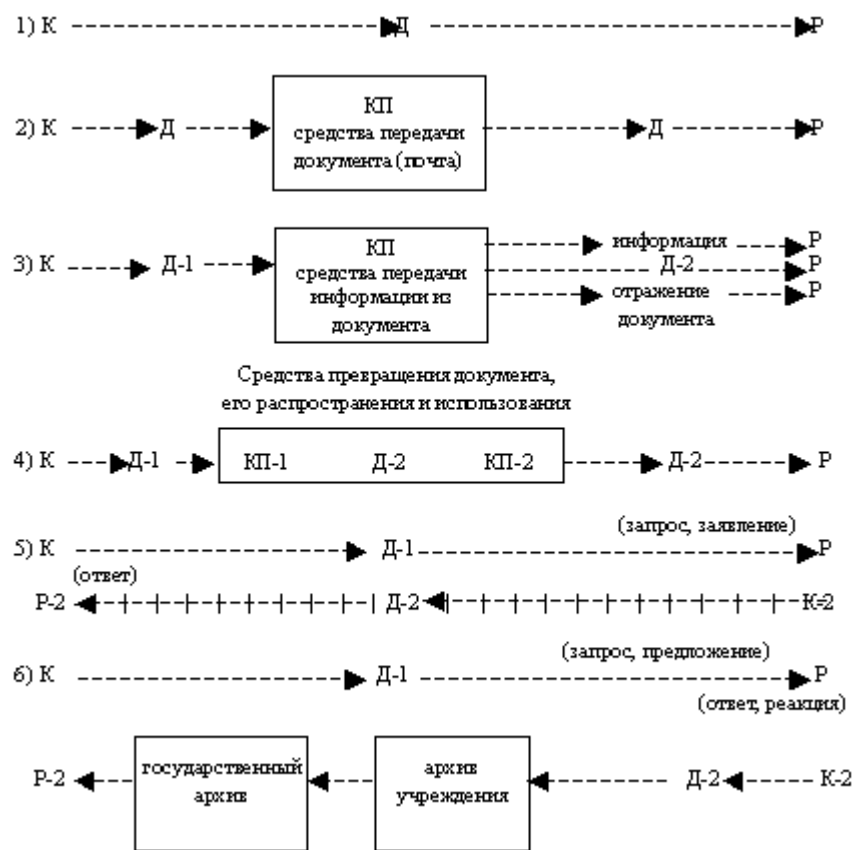 1) К Д Р
КП
2) К Д средства передачи Д Р
документа (почта)
КП информация Р
3) К Д-1 средства передачи Д-2 Р
информации из отражение Р
документа документа
Средства превращения документа,
его распространения и использования
4) К Д-1 КП-1 Д-2 КП-2 Д-2 Р
(запрос, заявление)
5) К Д-1 Р
(ответ)
Р-2 Д-2 К-2
(запрос, предложение)
6) К Д-1 Р
(ответ, реакция)
государственный архив
Р-2 архив учреждения Д-2 К-2